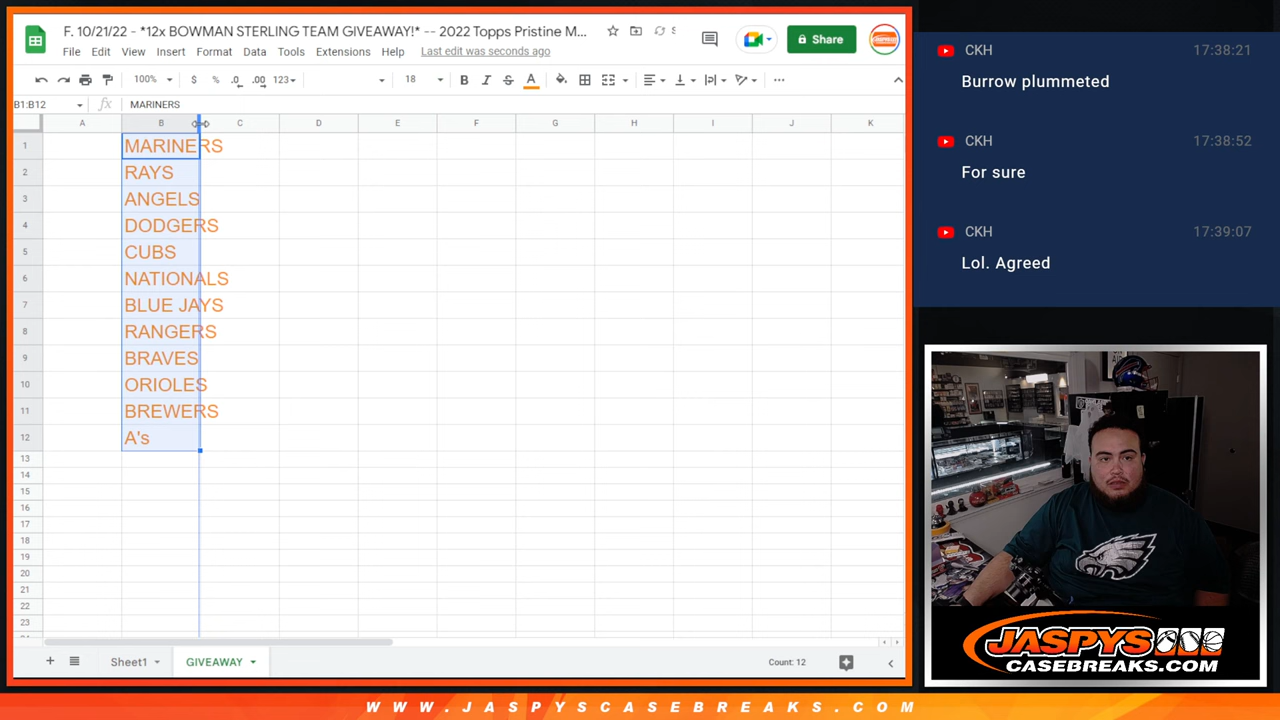 F. 10/21/22 - *12x BOWMAN STERLING TEAM GIVEAWAY!* -- 2022 Topps Pristine M...
File Edit View Insert Format Data Tools Extensions Help Last edit was seconds ago
Share
100% $ % .0 .00 123 18 B I S A
B1:B12 fx MARINERS
A B C D E F G H I J K
1 MARINERS
2 RAYS
3 ANGELS
4 DODGERS
5 CUBS
6 NATIONALS
7 BLUE JAYS
8 RANGERS
9 BRAVES
10 ORIOLES
11 BREWERS
12 A's
13
14
15
16
17
18
19
20
21
22
23
Sheet1 GIVEAWAY Count: 12
CKH 17:38:21
Burrow plummeted
CKH 17:38:52
For sure
CKH 17:39:07
Lol. Agreed
JASPYS
CASEBREAKS.COM
WWW.JASPYSCASEBREAKS.COM